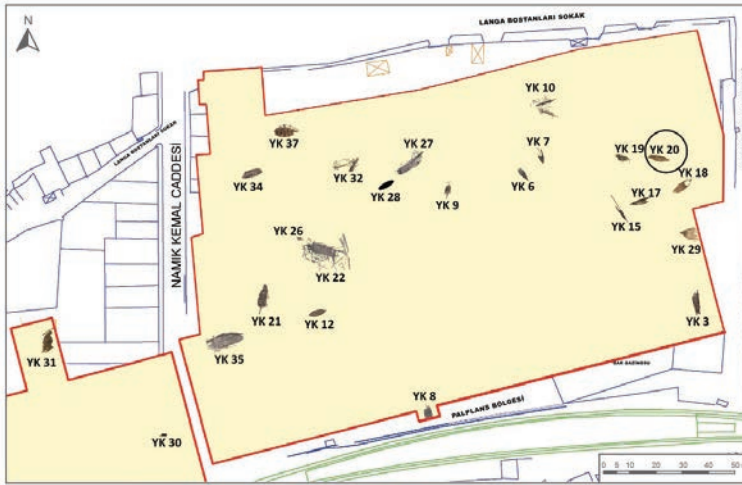 LANGA BOSTANLARI SOKAK
N
YK 10
LANGA BOSTANLARI SOKAK
NAMIK KEMAL CADDESİ
YK 37
YK 27
YK 7
YK 19
YK 20
YK 34
YK 32
YK 28
YK 9
YK 6
YK 18
YK 17
YK 15
YK 26
YK 22
YK 29
YK 21
YK 12
YK 3
YK 35
YK 31
YK 8
PALPLANS BÖLGESİ
YK 30
0 5 10 20 30 40 50